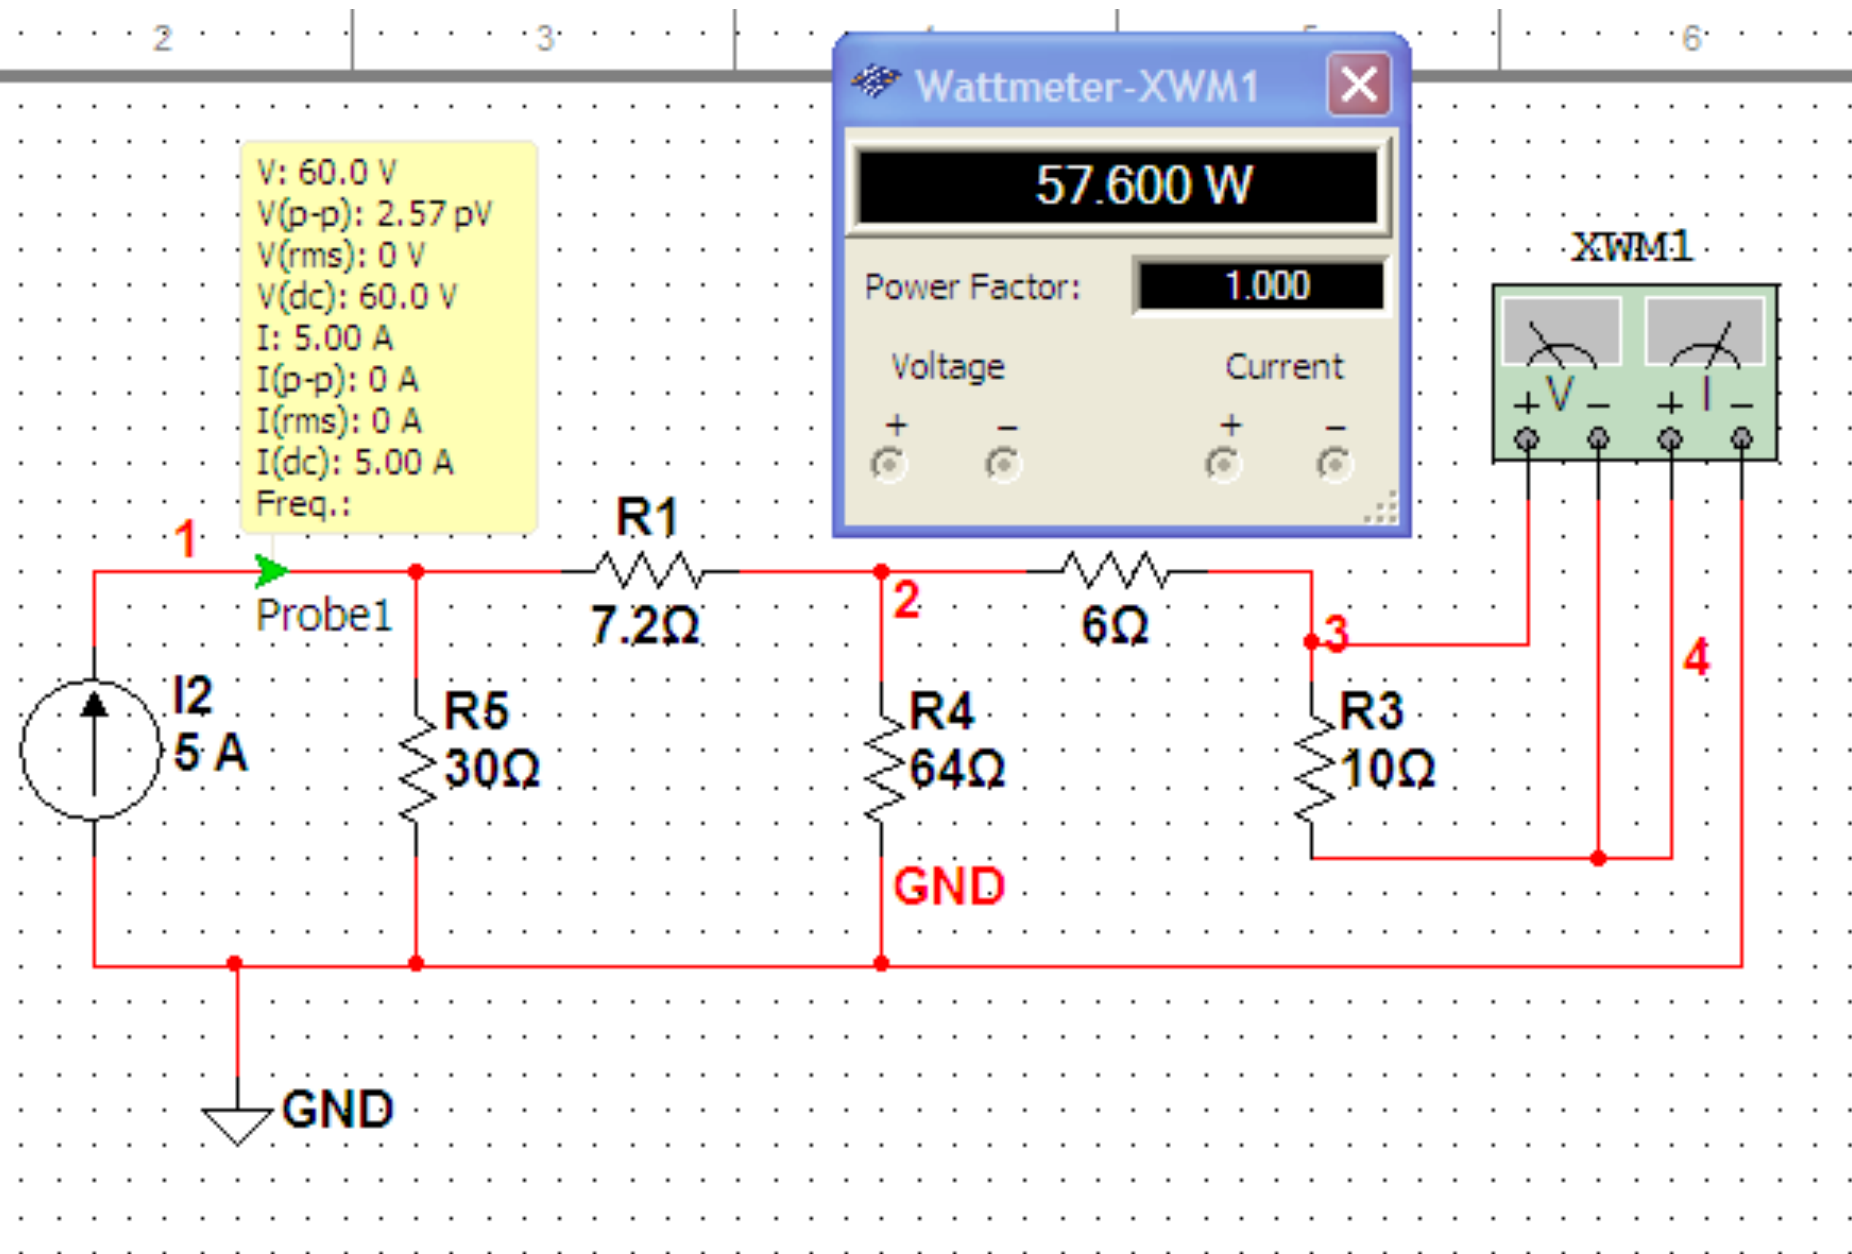 2 3 6
Wattmeter-XWM1
57.600 W
Power Factor: 1.000
Voltage Current
+ − + −
V: 60.0 V
V(p-p): 2.57 pV
V(rms): 0 V
V(dc): 60.0 V
I: 5.00 A
I(p-p): 0 A
I(rms): 0 A
I(dc): 5.00 A
Freq.:
XWM1
V I
+ − + −
1
Probe1
R1
7.2Ω
2
6Ω
3
4
I2
5 A
R5
30Ω
R4
64Ω
R3
10Ω
GND
GND